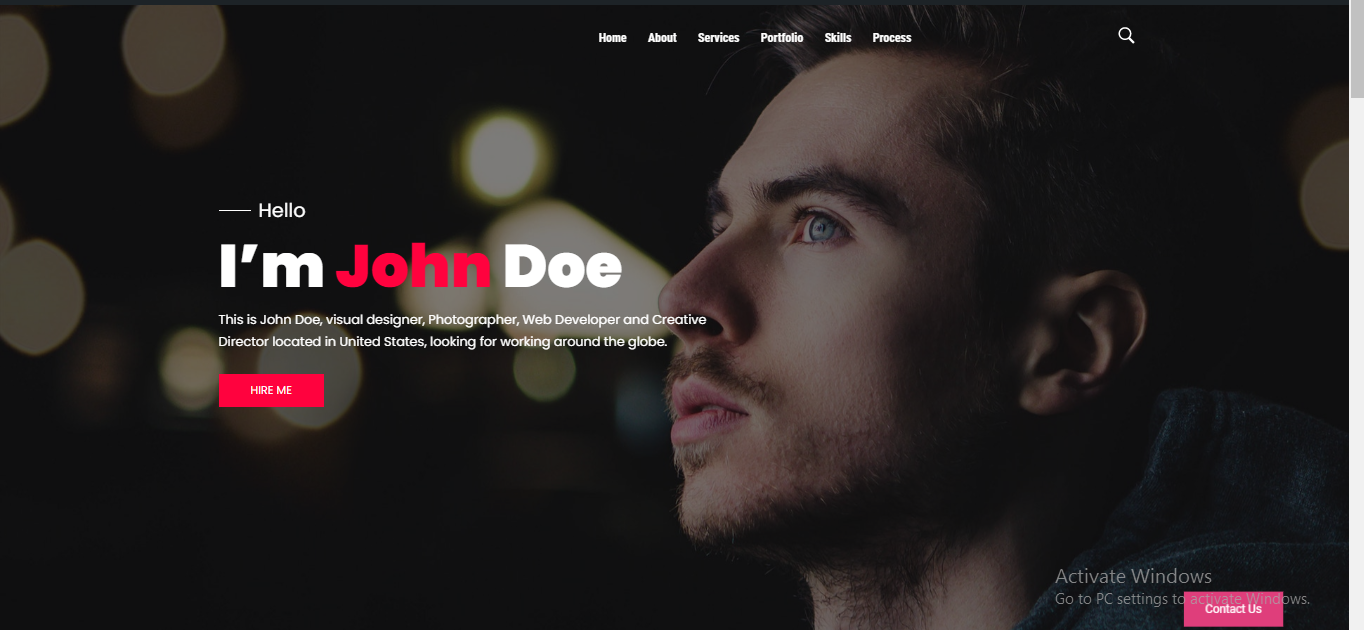 Home About Services Portfolio Skills Process
Hello
I'm John Doe
This is John Doe, visual designer, Photographer, Web Developer and Creative
Director located in United States, looking for working around the globe.
HIRE ME
Activate Windows
Go to PC settings to activate Windows.
Contact Us